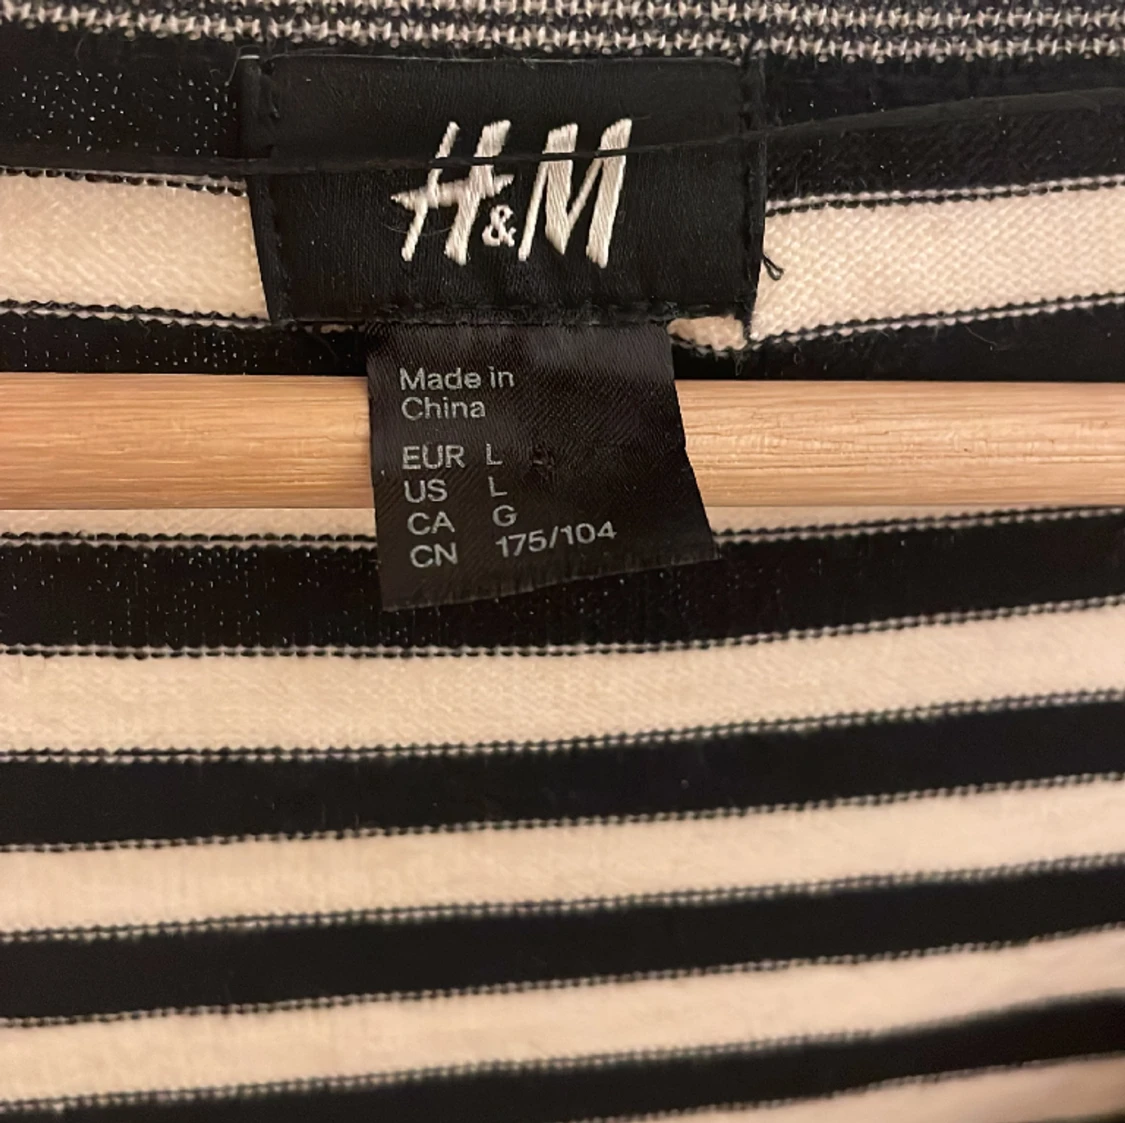 H&M
Made in
China
EUR L
US L
CA G
CN 175/104